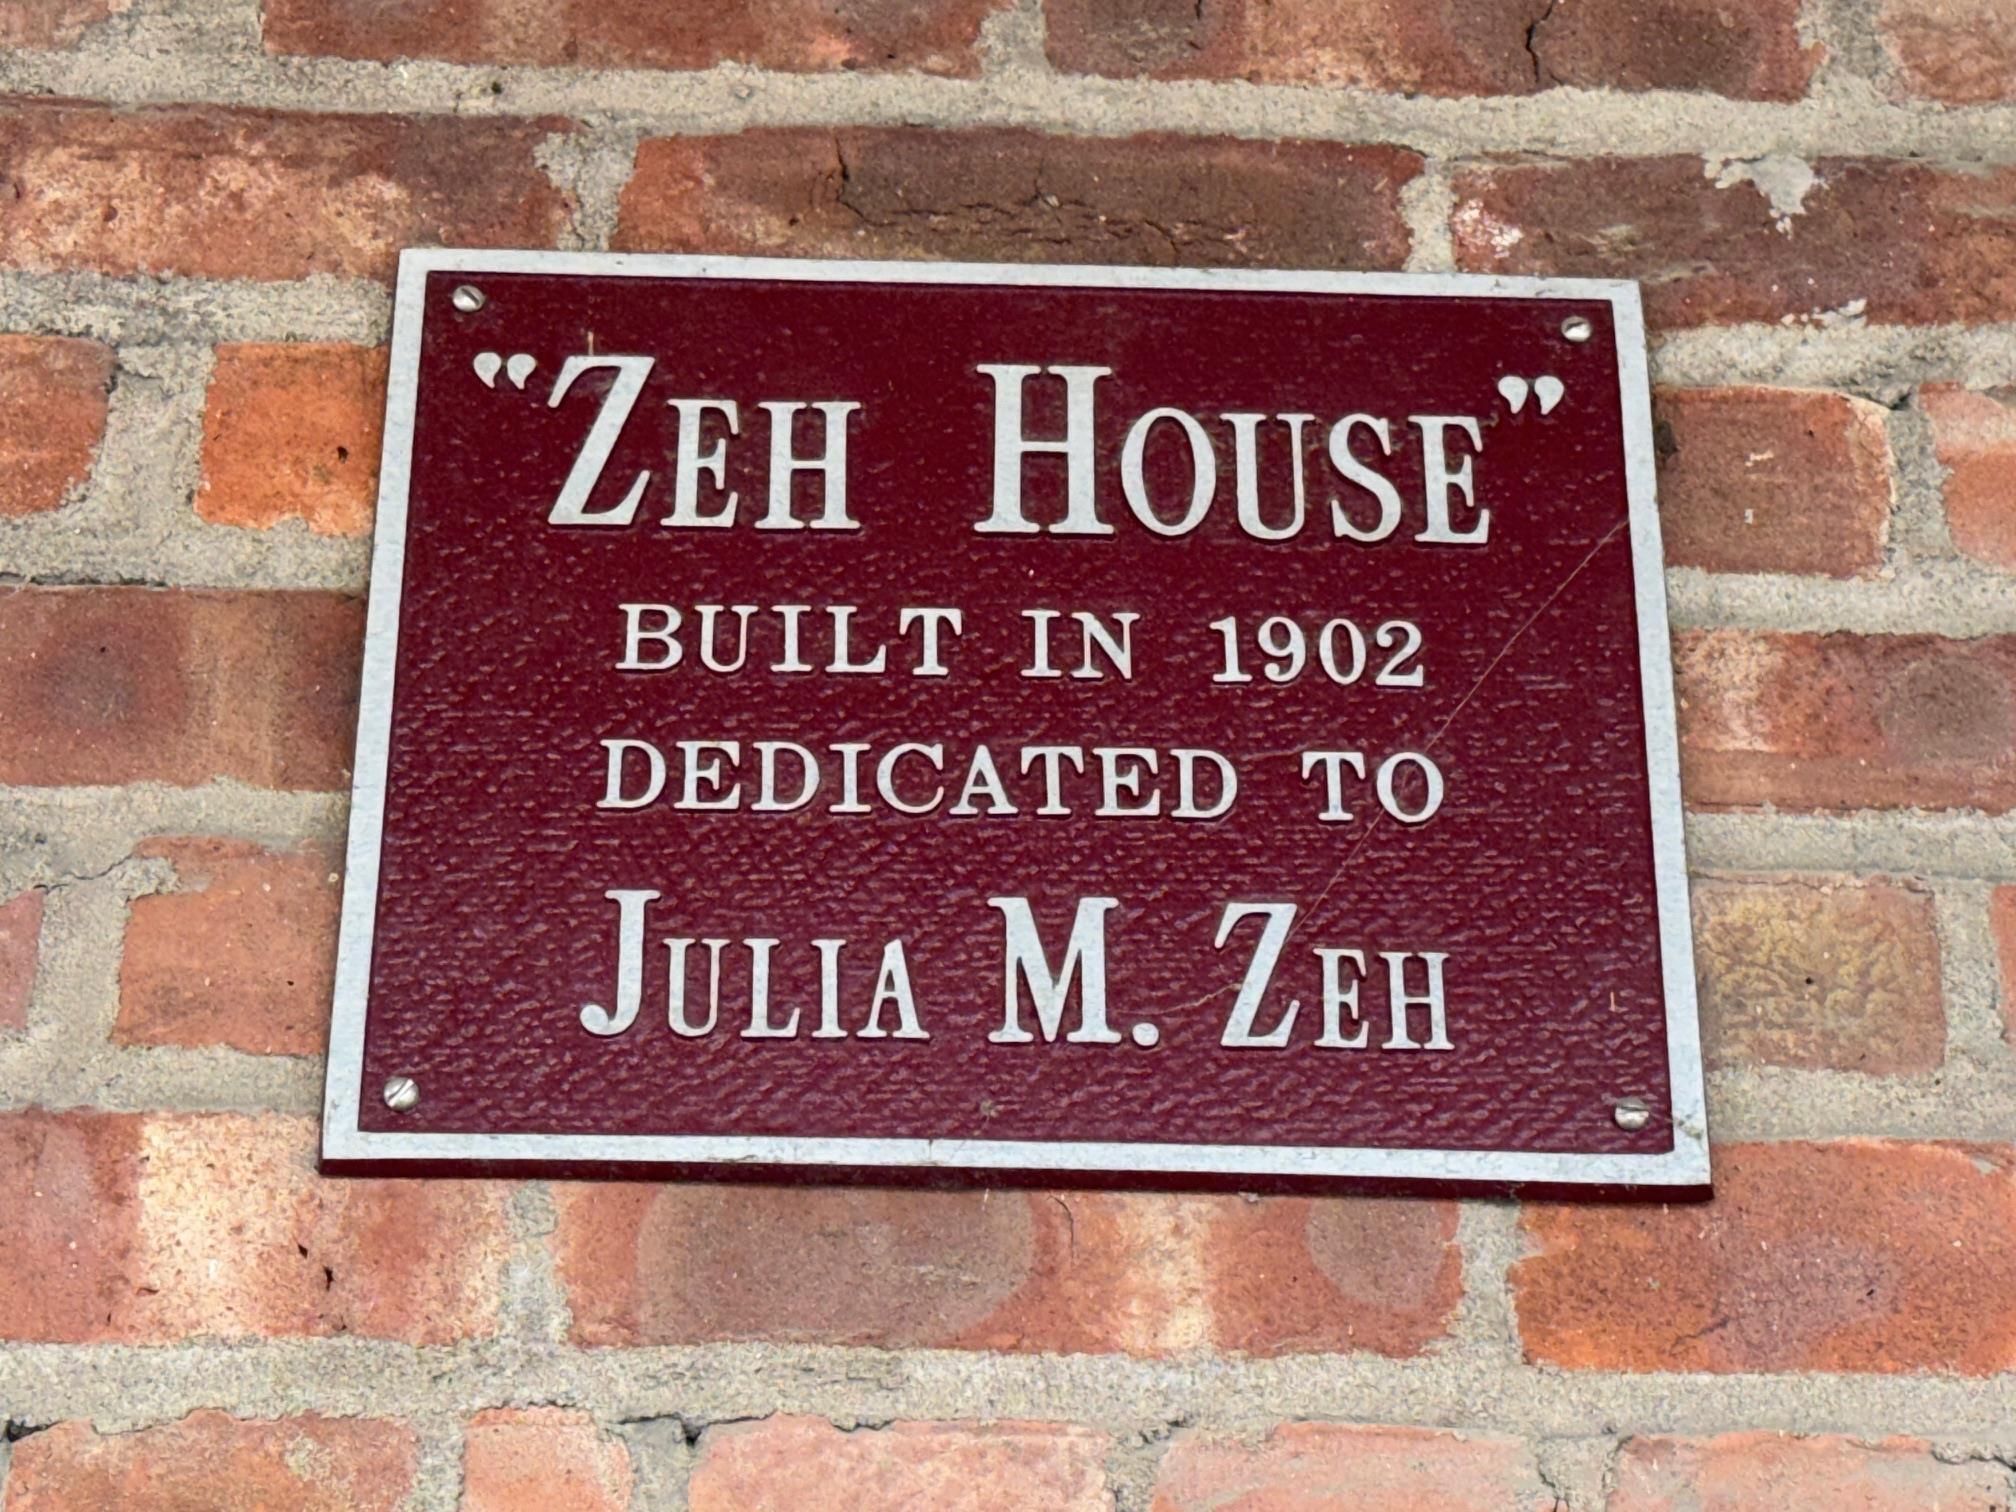 "ZEH HOUSE"
BUILT IN 1902
DEDICATED TO
JULIA M. ZEH